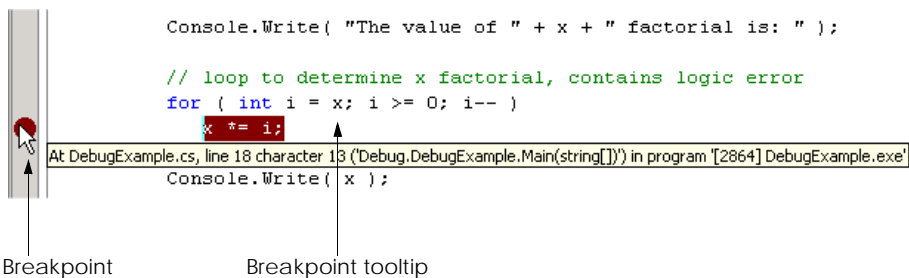 Console.Write( "The value of " + x + " factorial is: " );
// loop to determine x factorial, contains logic error
for ( int i = x; i >= 0; i-- )
x *= i;
At DebugExample.cs, line 18 character 13 ('Debug.DebugExample.Main(string[])') in program '[2864] DebugExample.exe'
Console.Write( x );
Breakpoint
Breakpoint tooltip